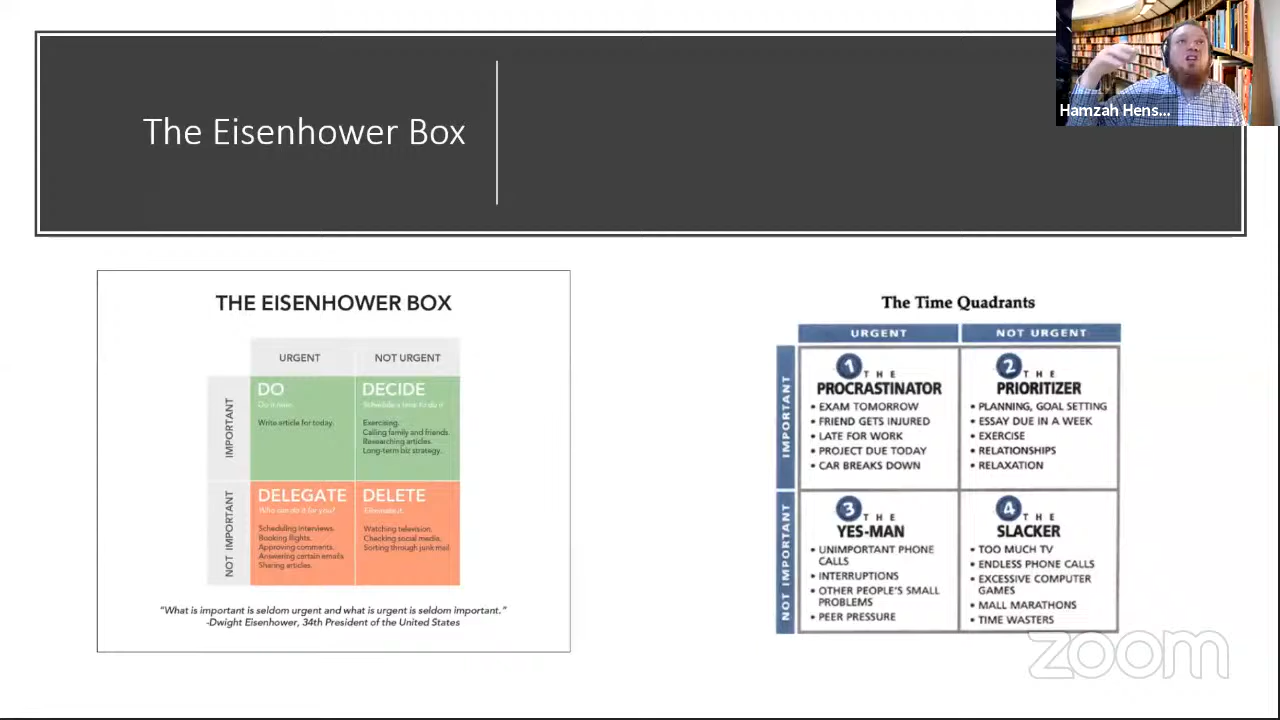 The Eisenhower Box
Hamzah Hens...
THE EISENHOWER BOX
URGENT
NOT URGENT
IMPORTANT
DO
Do it now.
Write article for today.
DECIDE
Schedule a time to do it.
Exercising.
Calling family and friends.
Researching articles.
Long-term biz strategy.
NOT IMPORTANT
DELEGATE
Who can do it for you?
Scheduling interviews.
Booking flights.
Approving comments.
Answering certain emails.
Sharing articles.
DELETE
Eliminate it.
Watching television.
Checking social media.
Sorting through junk mail.
“What is important is seldom urgent and what is urgent is seldom important.”
-Dwight Eisenhower, 34th President of the United States
The Time Quadrants
URGENT
NOT URGENT
IMPORTANT
1 THE
PROCRASTINATOR
• EXAM TOMORROW
• FRIEND GETS INJURED
• LATE FOR WORK
• PROJECT DUE TODAY
• CAR BREAKS DOWN
2 THE
PRIORITIZER
• PLANNING, GOAL SETTING
• ESSAY DUE IN A WEEK
• EXERCISE
• RELATIONSHIPS
• RELAXATION
NOT IMPORTANT
3 THE
YES-MAN
• UNIMPORTANT PHONE
CALLS
• INTERRUPTIONS
• OTHER PEOPLE'S SMALL
PROBLEMS
• PEER PRESSURE
4 THE
SLACKER
• TOO MUCH TV
• ENDLESS PHONE CALLS
• EXCESSIVE COMPUTER
GAMES
• MALL MARATHONS
• TIME WASTERS
zoom